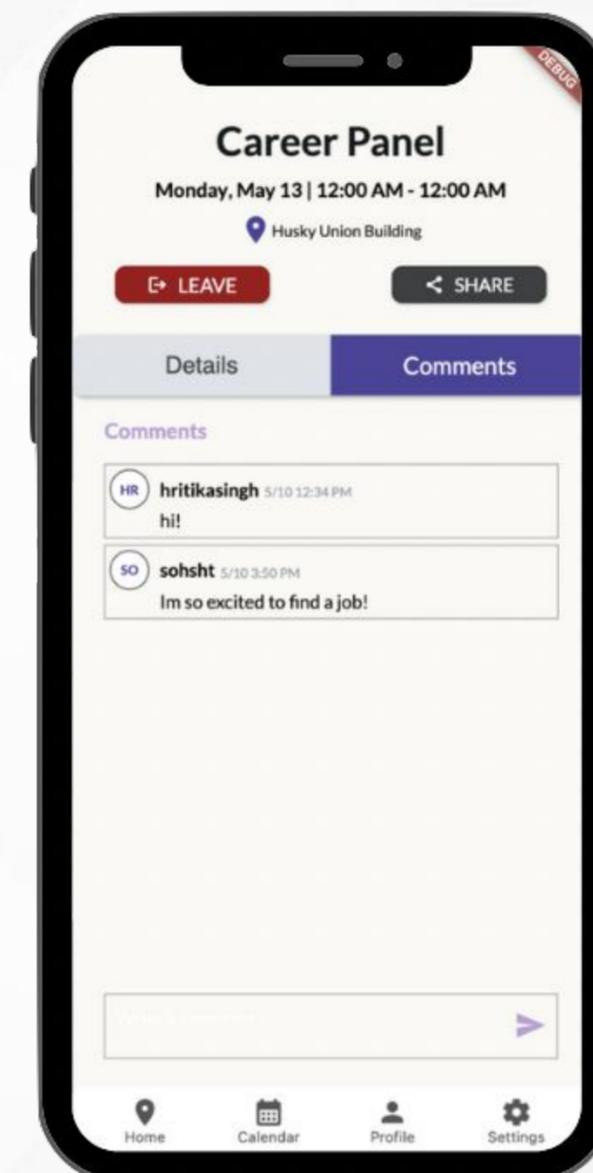 DEBUG
Career Panel
Monday, May 13 | 12:00 AM - 12:00 AM
Husky Union Building
LEAVE
SHARE
Details
Comments
Comments
HR
hritikasingh 5/10 12:34 PM
hi!
SO
sohsht 5/10 3:50 PM
Im so excited to find a job!
Home
Calendar
Profile
Settings